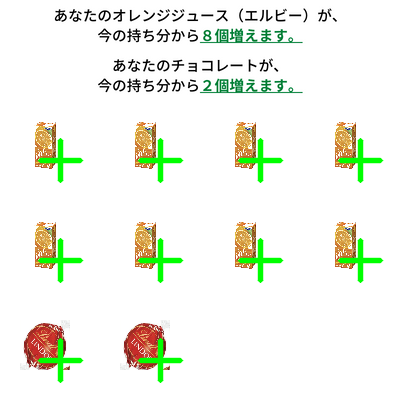 あなたのオレンジジュース（エルビー）が、
今の持ち分から８個増えます。
あなたのチョコレートが、
今の持ち分から２個増えます。